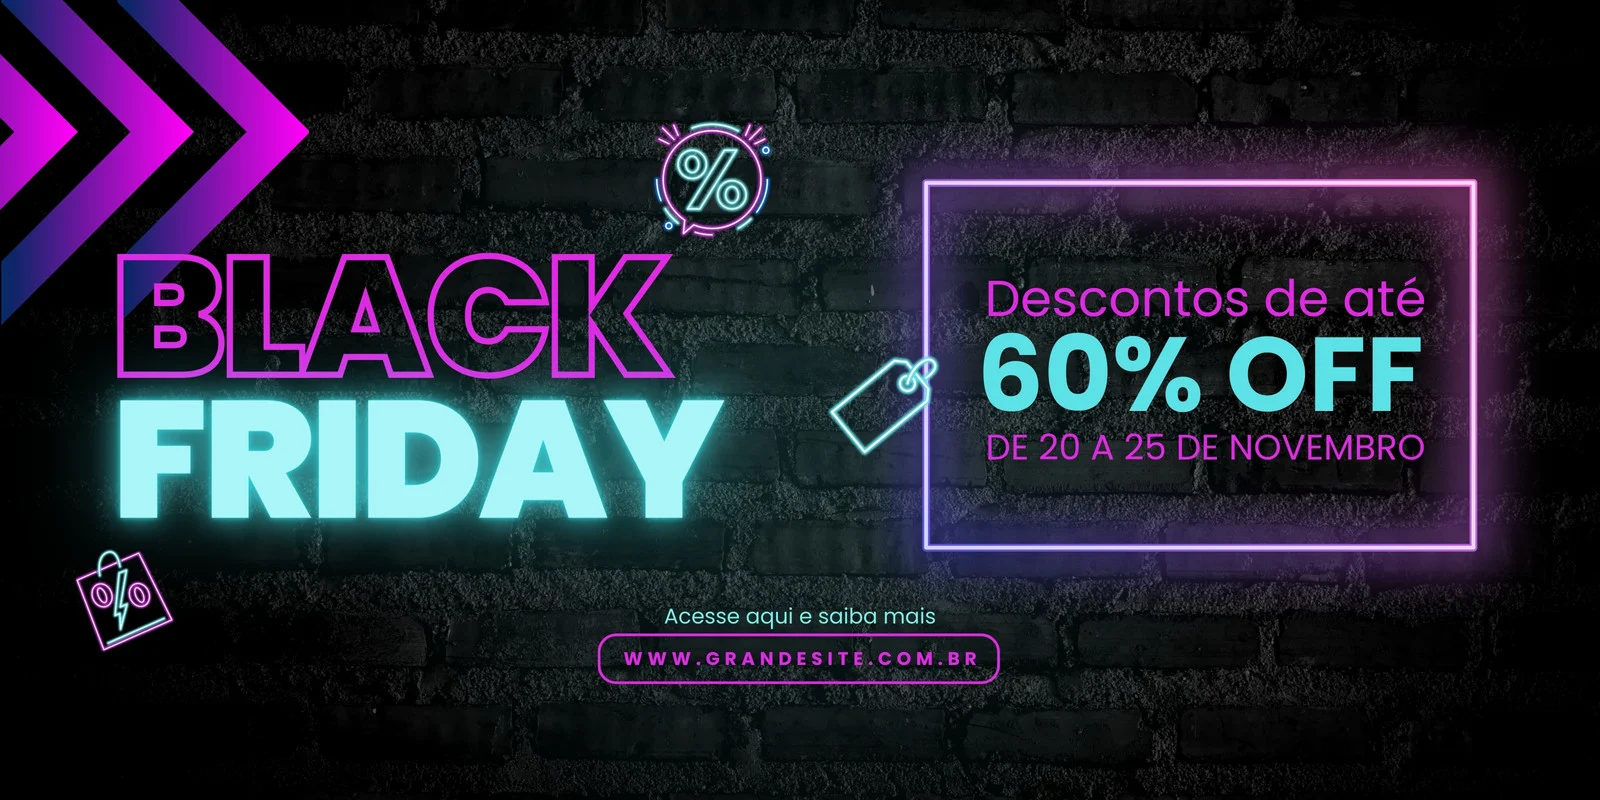 %
BLACK
FRIDAY
Descontos de até
60% OFF
DE 20 A 25 DE NOVEMBRO
%
Acesse aqui e saiba mais
WWW.GRANDESITE.COM.BR